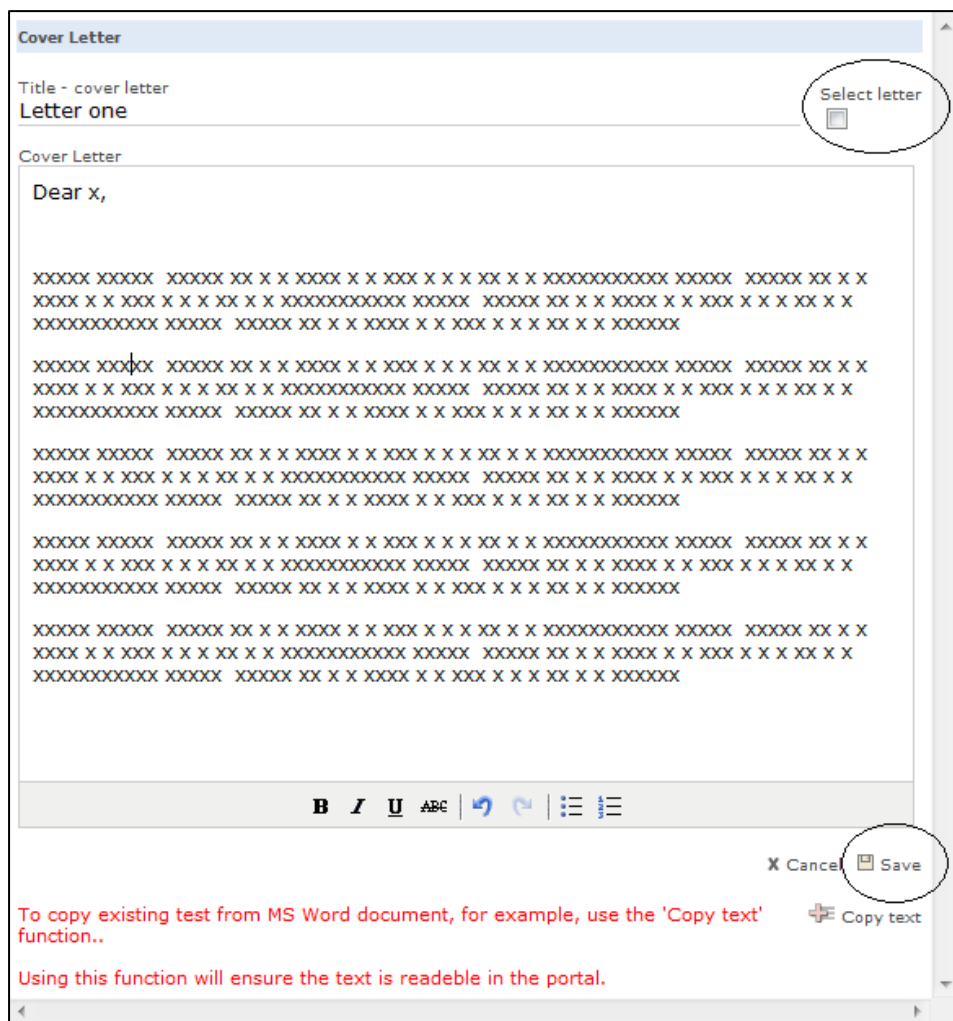 Cover Letter
Title - cover letter
Select letter
Letter one
Cover Letter
Dear x,
xxxxx xxxxx  xxxxx xx x x xxxx x x xxx x x x xx x x xxxxxxxxxxx xxxxx  xxxxx xx x x
xxxx x x xxx x x x xx x x xxxxxxxxxxx xxxxx  xxxxx xx x x xxxx x x xxx x x x xx x x
xxxxxxxxxxx xxxxx  xxxxx xx x x xxxx x x xxx x x x xx x x xxxxxx
xxxxx xxxxx  xxxxx xx x x xxxx x x xxx x x x xx x x xxxxxxxxxxx xxxxx  xxxxx xx x x
xxxx x x xxx x x x xx x x xxxxxxxxxxx xxxxx  xxxxx xx x x xxxx x x xxx x x x xx x x
xxxxxxxxxxx xxxxx  xxxxx xx x x xxxx x x xxx x x x xx x x xxxxxx
xxxxx xxxxx  xxxxx xx x x xxxx x x xxx x x x xx x x xxxxxxxxxxx xxxxx  xxxxx xx x x
xxxx x x xxx x x x xx x x xxxxxxxxxxx xxxxx  xxxxx xx x x xxxx x x xxx x x x xx x x
xxxxxxxxxxx xxxxx  xxxxx xx x x xxxx x x xxx x x x xx x x xxxxxx
xxxxx xxxxx  xxxxx xx x x xxxx x x xxx x x x xx x x xxxxxxxxxxx xxxxx  xxxxx xx x x
xxxx x x xxx x x x xx x x xxxxxxxxxxx xxxxx  xxxxx xx x x xxxx x x xxx x x x xx x x
xxxxxxxxxxx xxxxx  xxxxx xx x x xxxx x x xxx x x x xx x x xxxxxx
xxxxx xxxxx  xxxxx xx x x xxxx x x xxx x x x xx x x xxxxxxxxxxx xxxxx  xxxxx xx x x
xxxx x x xxx x x x xx x x xxxxxxxxxxx xxxxx  xxxxx xx x x xxxx x x xxx x x x xx x x
xxxxxxxxxxx xxxxx  xxxxx xx x x xxxx x x xxx x x x xx x x xxxxxx
B I U ABC
X Cancel Save
To copy existing test from MS Word document, for example, use the 'Copy text'
function..
Copy text
Using this function will ensure the text is readeble in the portal.